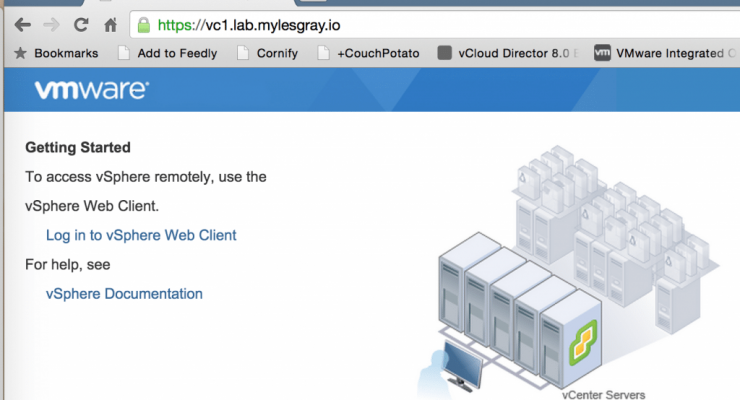 https://vc1.lab.mylesgray.io
Bookmarks Add to Feedly Cornify +CouchPotato vCloud Director 8.0 vm VMware Integrated
vmware®
Getting Started
To access vSphere remotely, use the
vSphere Web Client.
Log in to vSphere Web Client
For help, see
vSphere Documentation
vCenter Servers